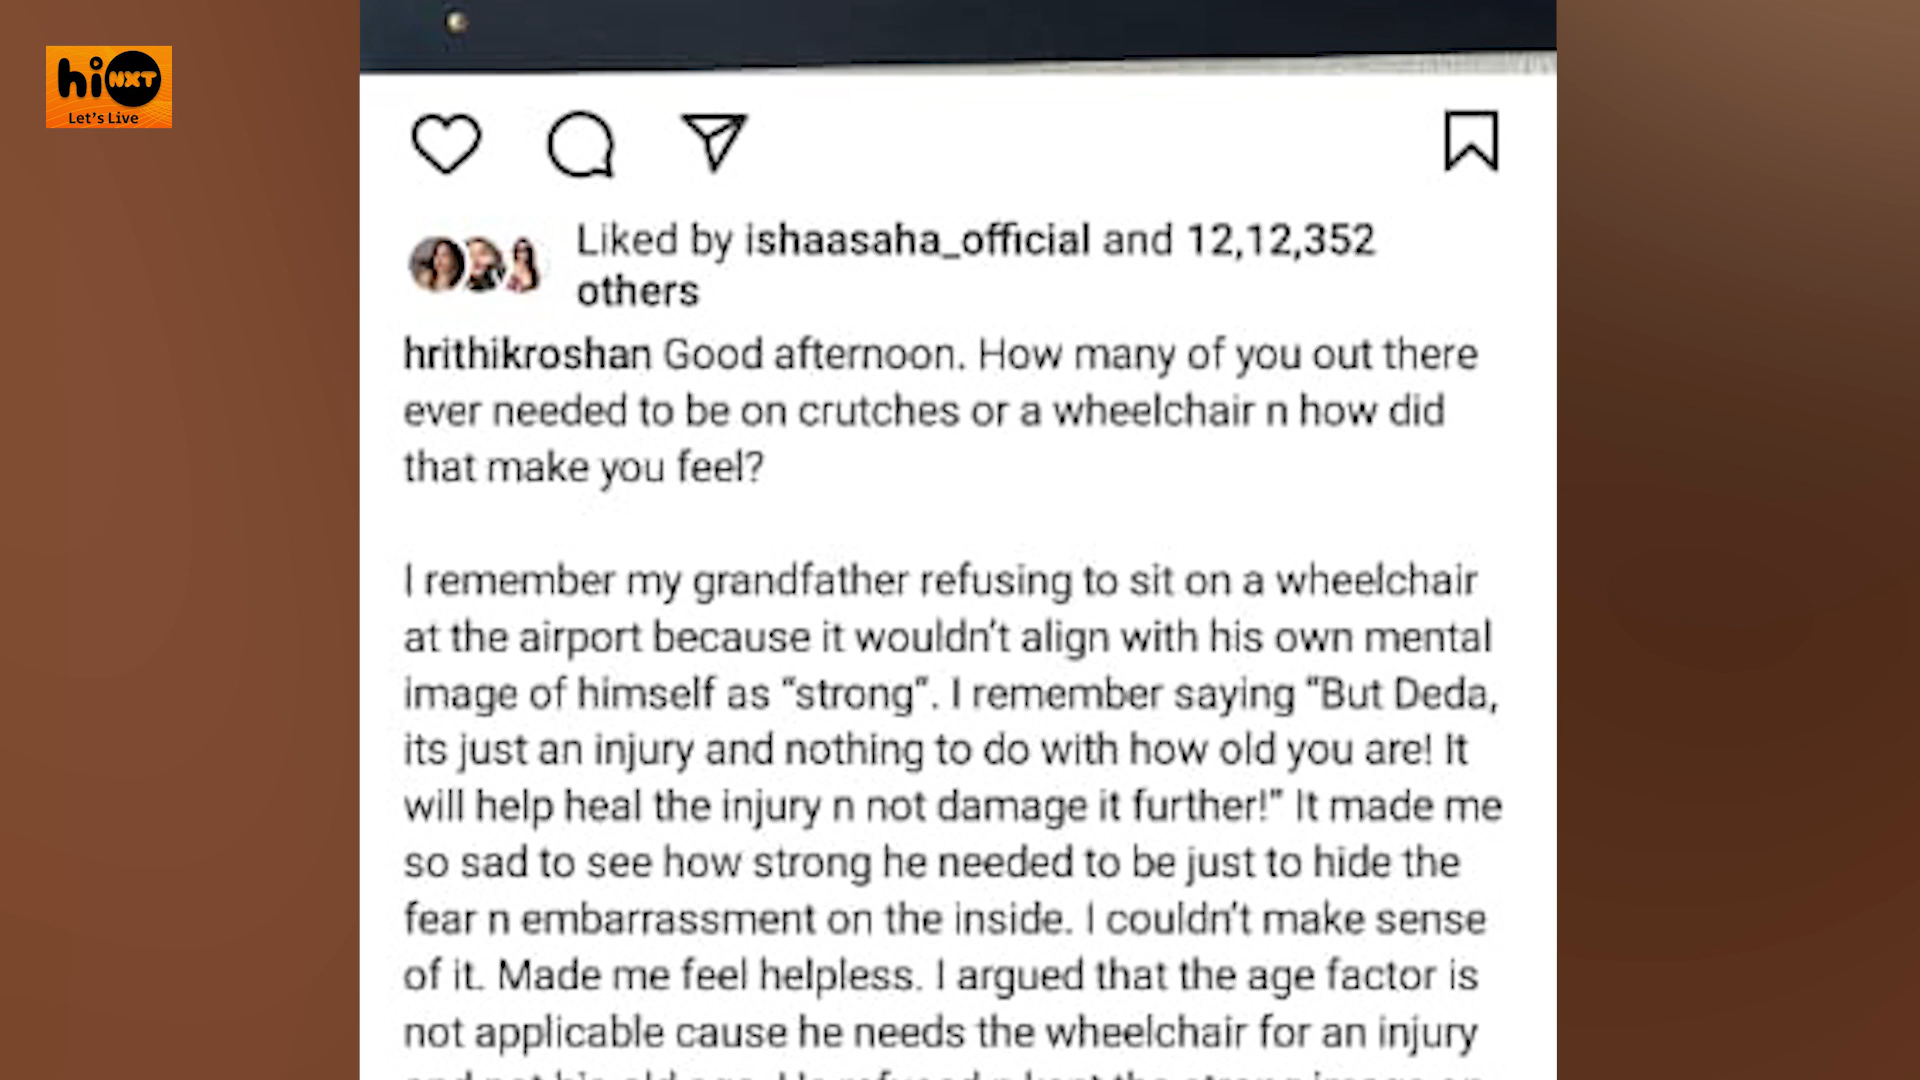 hi NXT
Let's Live
Liked by ishaasaha_official and 12,12,352
others
hrithikroshan Good afternoon. How many of you out there
ever needed to be on crutches or a wheelchair n how did
that make you feel?
I remember my grandfather refusing to sit on a wheelchair
at the airport because it wouldn't align with his own mental
image of himself as "strong". I remember saying "But Deda,
its just an injury and nothing to do with how old you are! It
will help heal the injury n not damage it further!" It made me
so sad to see how strong he needed to be just to hide the
fear n embarrassment on the inside. I couldn't make sense
of it. Made me feel helpless. I argued that the age factor is
not applicable cause he needs the wheelchair for an injury